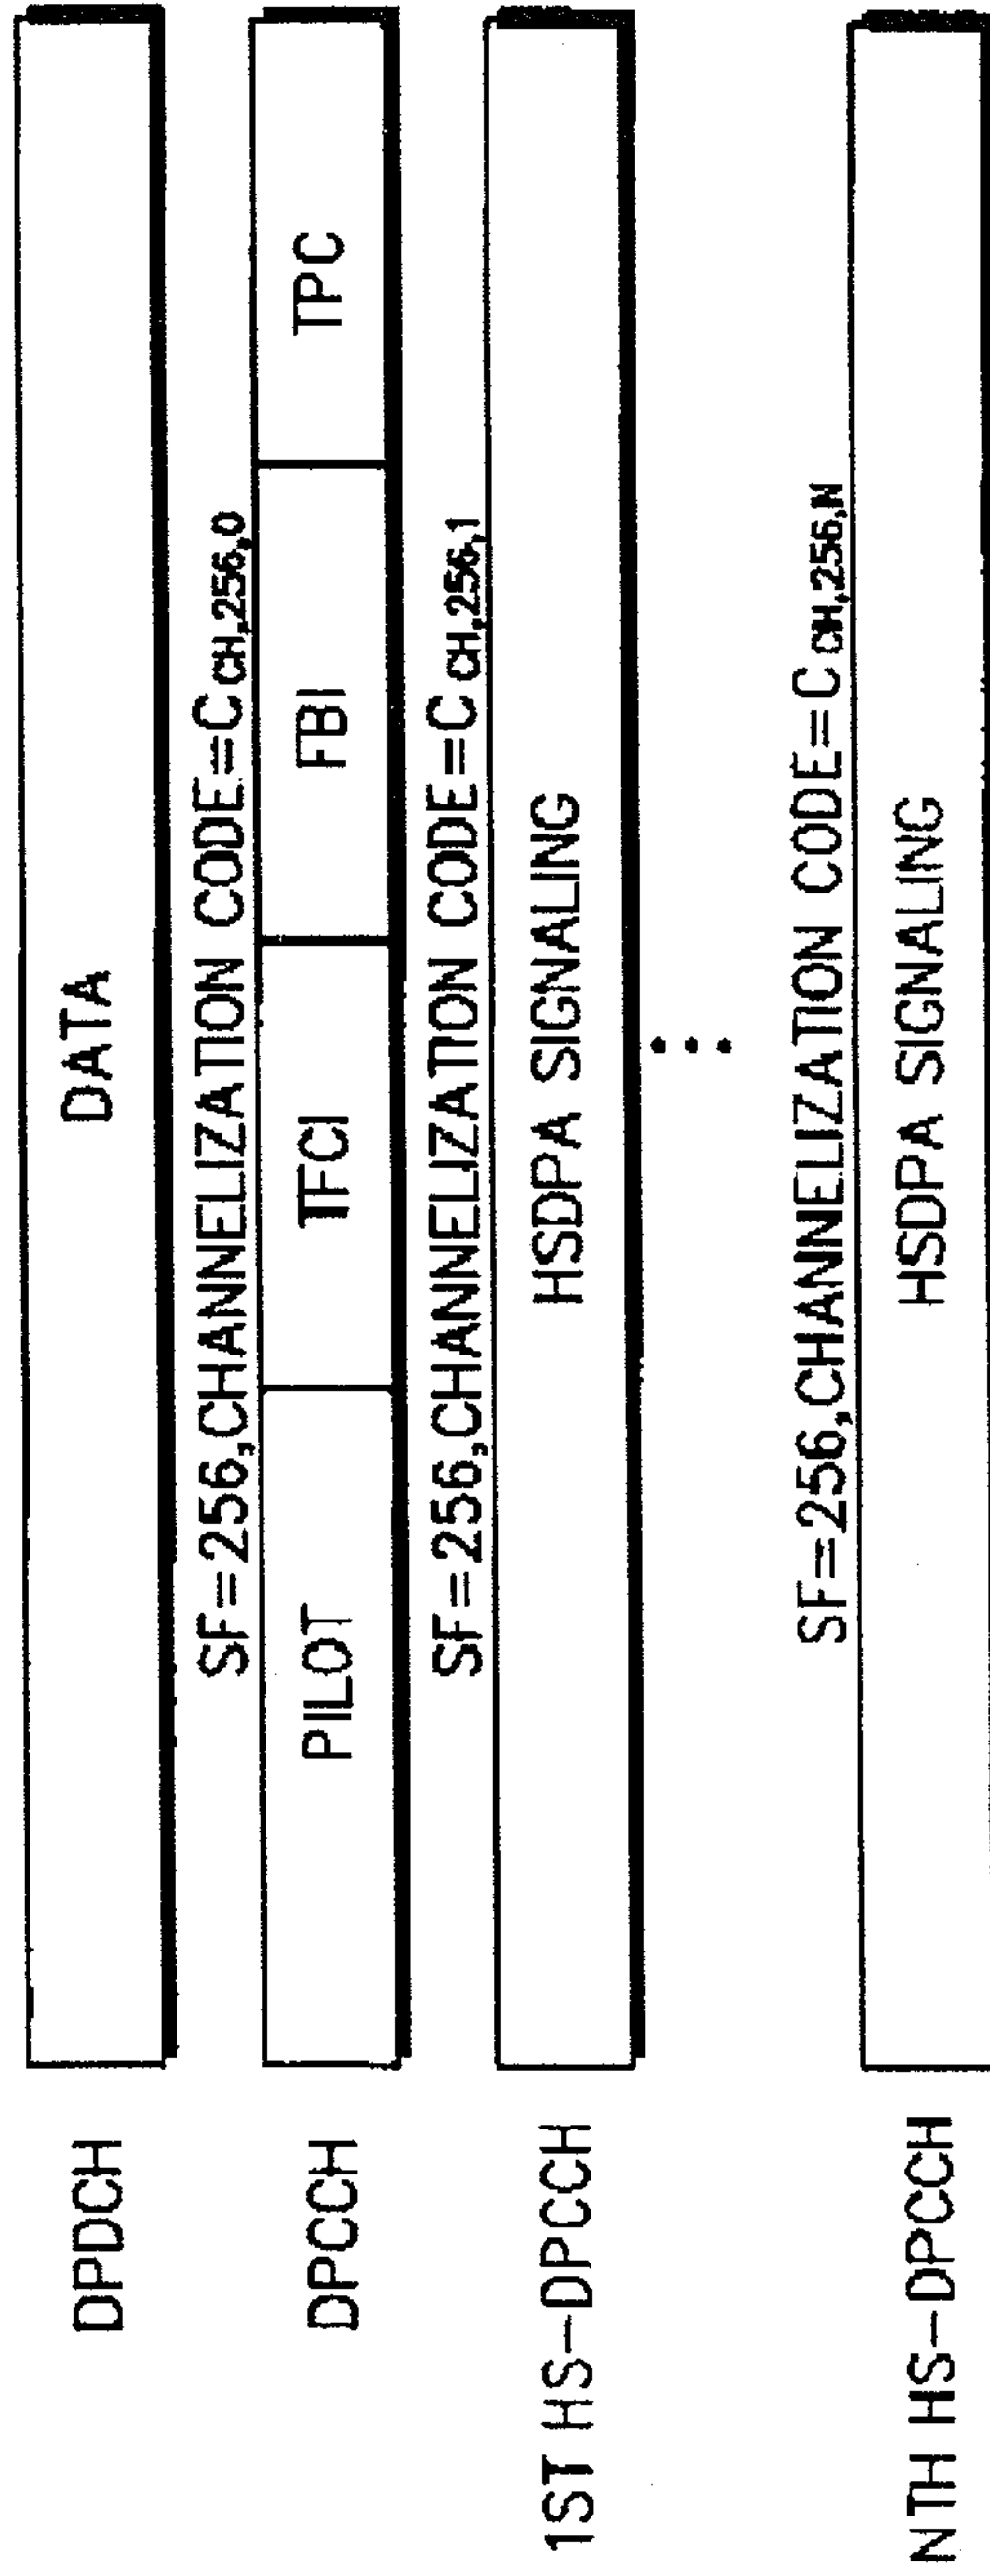 DPDCH DATA
SF=256,CHANNELIZATION CODE=C CH,256,0
DPCCH PILOT TFCI FBI TPC
SF=256,CHANNELIZATION CODE=C CH,256,1
1ST HS-DPCCH HSDPA SIGNALING
SF=256,CHANNELIZATION CODE=C CH,256,N
NTH HS-DPCCH HSDPA SIGNALING